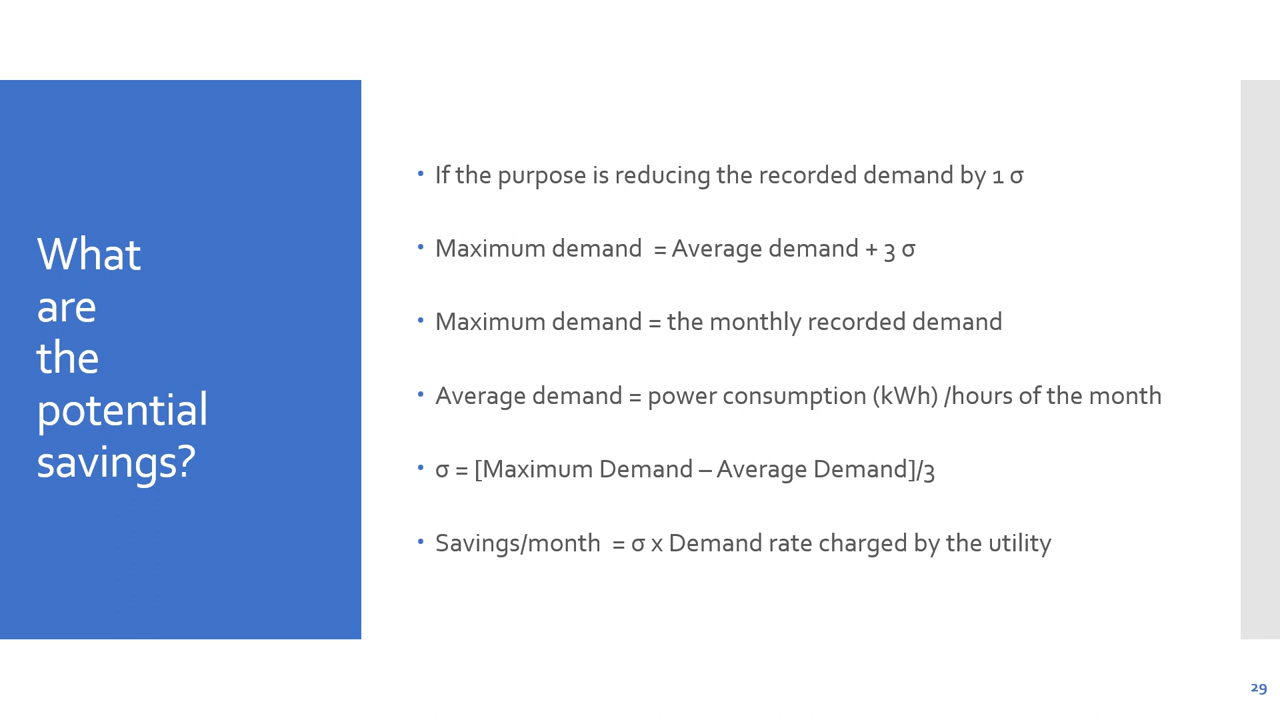 What
are
the
potential
savings?
• If the purpose is reducing the recorded demand by 1 σ
• Maximum demand  = Average demand + 3 σ
• Maximum demand = the monthly recorded demand
• Average demand = power consumption (kWh) /hours of the month
• σ = [Maximum Demand – Average Demand]/3
• Savings/month  = σ x Demand rate charged by the utility
29